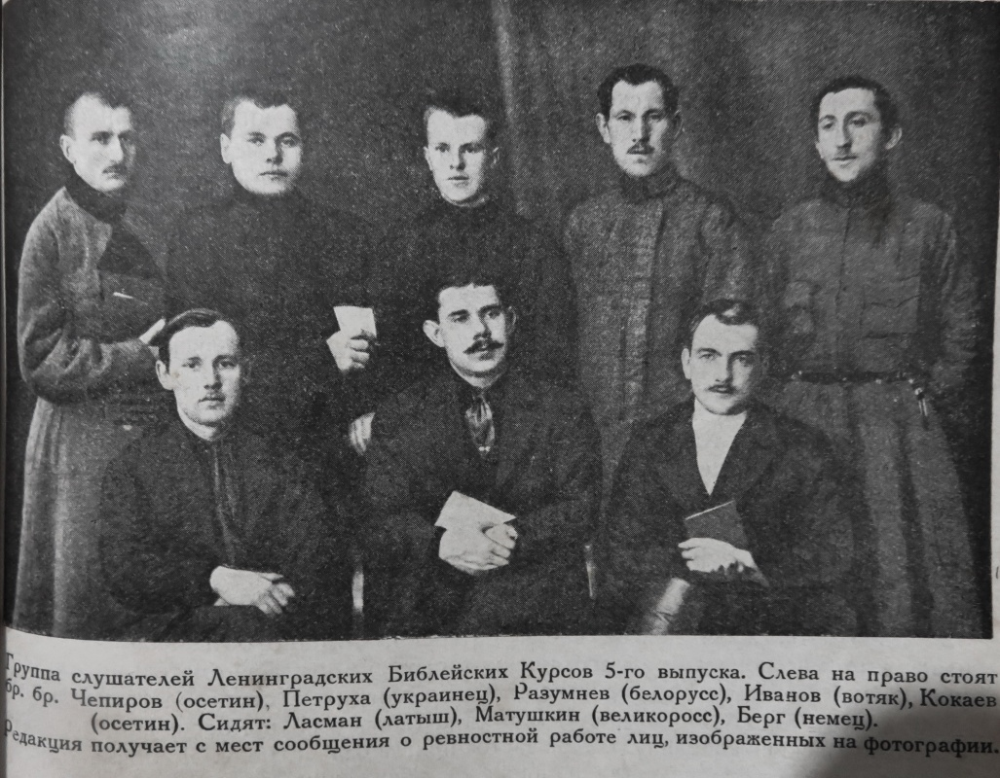 Группа слушателей Ленинградских Библейских Курсов 5-го выпуска. Слева на право стоят
бр. бр. Чепиров (осетин), Петруха (украинец), Разумнев (белорусс), Иванов (вотяк), Кокаев
(осетин). Сидят: Ласман (латыш), Матушкин (великоросс), Берг (немец).
Редакция получает с мест сообщения о ревностной работе лиц, изображенных на фотографии.